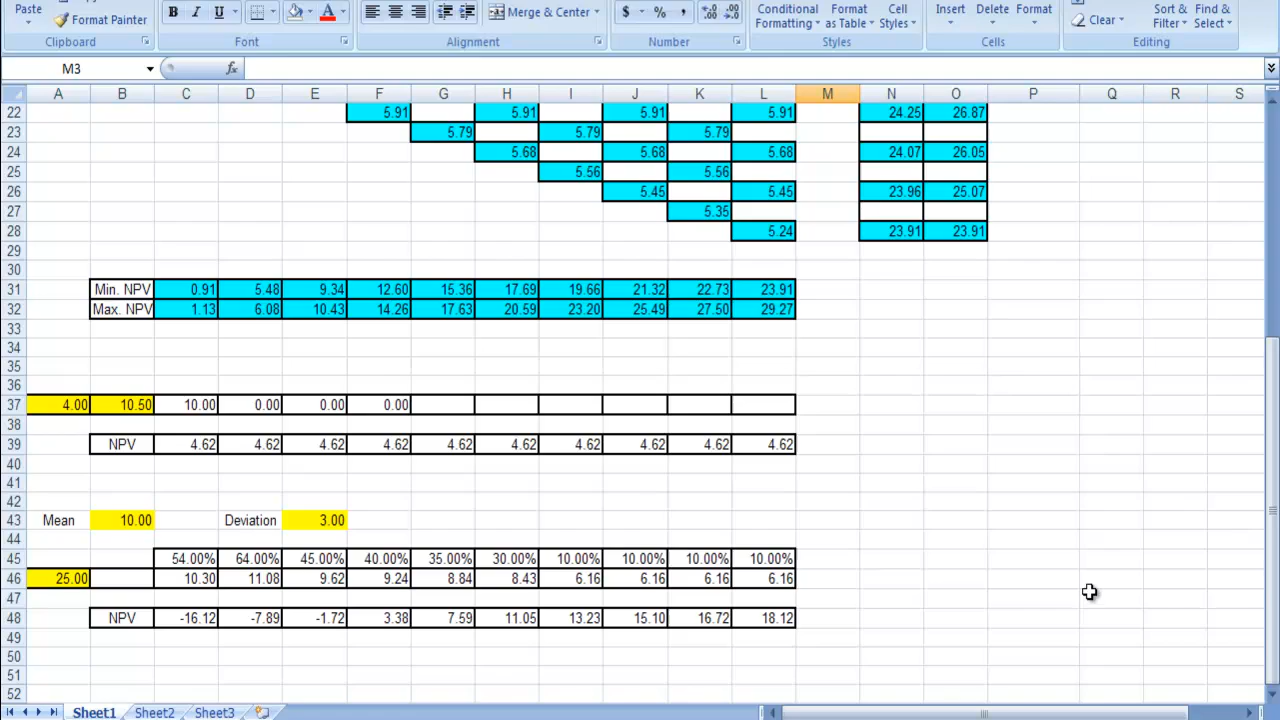 Paste
Format Painter
B I U
A
Merge & Center
$ % ,
Conditional Formatting
Format as Table
Cell Styles
Insert Delete Format
Clear
Sort & Filter
Find & Select
Clipboard Font Alignment Number Styles Cells Editing
M3 fx
A B C D E F G H I J K L M N O P Q R S
22 5.91 5.91 5.91 5.91 24.25 26.87
23 5.79 5.79 5.79
24 5.68 5.68 5.68 24.07 26.05
25 5.56 5.56
26 5.45 5.45 23.96 25.07
27 5.35
28 5.24 23.91 23.91
29
30
31 Min. NPV 0.91 5.48 9.34 12.60 15.36 17.69 19.66 21.32 22.73 23.91
32 Max. NPV 1.13 6.08 10.43 14.26 17.63 20.59 23.20 25.49 27.50 29.27
33
34
35
36
37 4.00 10.50 10.00 0.00 0.00 0.00
38
39 NPV 4.62 4.62 4.62 4.62 4.62 4.62 4.62 4.62 4.62 4.62
40
41
42
43 Mean 10.00 Deviation 3.00
44
45 54.00% 64.00% 45.00% 40.00% 35.00% 30.00% 10.00% 10.00% 10.00% 10.00%
46 25.00 10.30 11.08 9.62 9.24 8.84 8.43 6.16 6.16 6.16 6.16
47
48 NPV -16.12 -7.89 -1.72 3.38 7.59 11.05 13.23 15.10 16.72 18.12
49
50
51
52
Sheet1 Sheet2 Sheet3